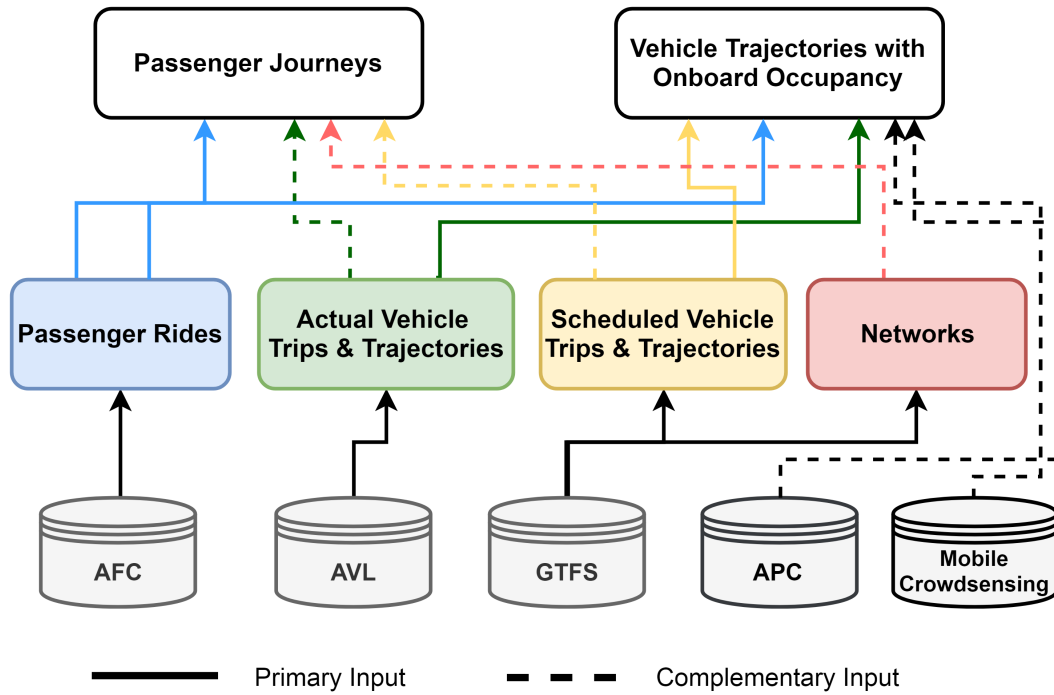 Passenger Journeys
Vehicle Trajectories with
Onboard Occupancy
Passenger Rides
Actual Vehicle
Trips & Trajectories
Scheduled Vehicle
Trips & Trajectories
Networks
AFC
AVL
GTFS
APC
Mobile
Crowdsensing
Primary Input
Complementary Input